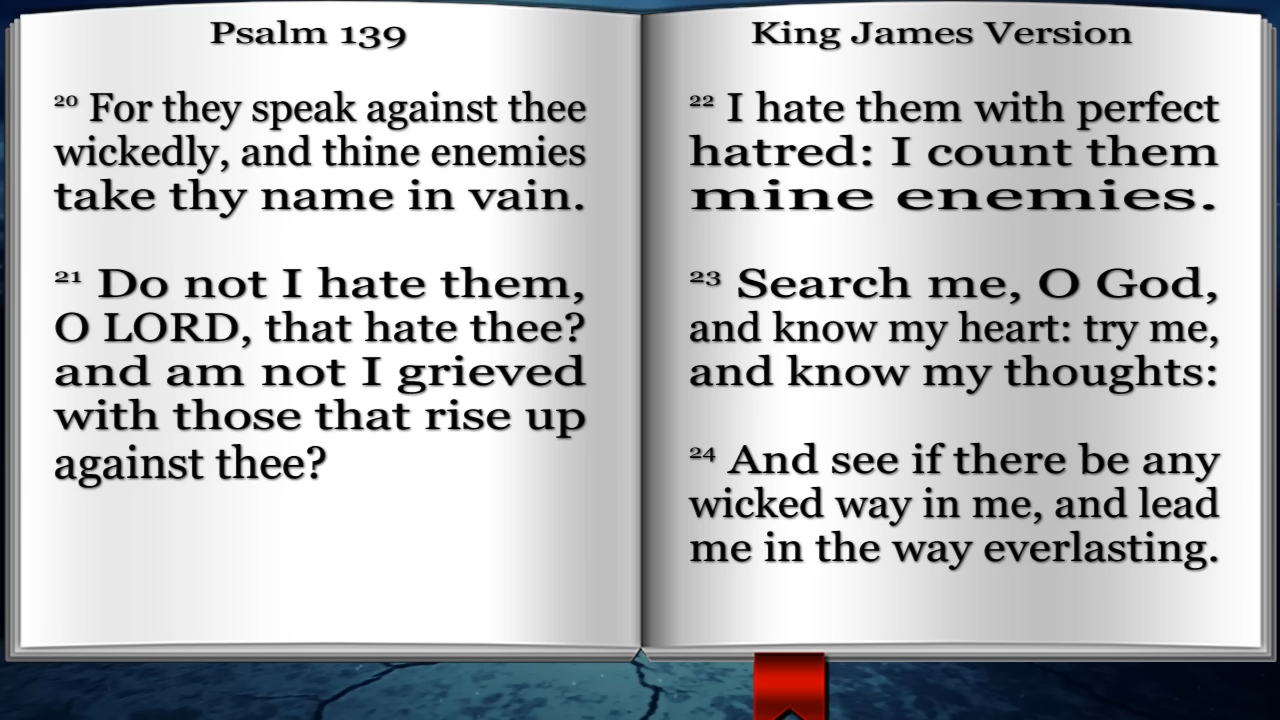 Psalm 139
20 For they speak against thee
wickedly, and thine enemies
take thy name in vain.
21 Do not I hate them,
O LORD, that hate thee?
and am not I grieved
with those that rise up
against thee?
King James Version
22 I hate them with perfect
hatred: I count them
mine enemies.
23 Search me, O God,
and know my heart: try me,
and know my thoughts:
24 And see if there be any
wicked way in me, and lead
me in the way everlasting.